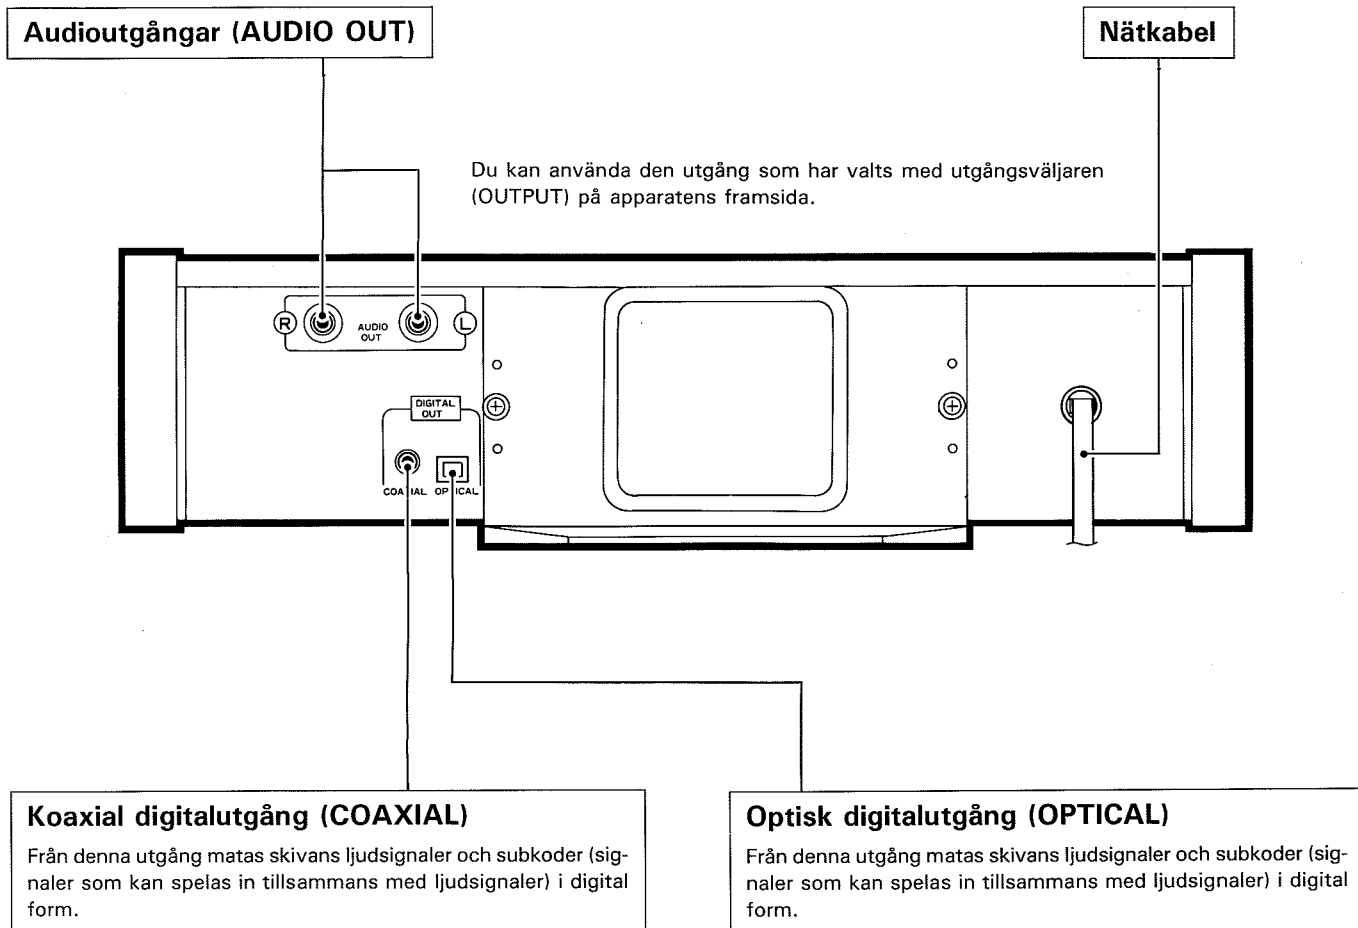 Audioutgångar (AUDIO OUT)
Nätkabel
Du kan använda den utgång som har valts med utgångsväljaren
(OUTPUT) på apparatens framsida.
R
AUDIO
OUT
L
DIGITAL
OUT
COAXIAL OPTICAL
Koaxial digitalutgång (COAXIAL)
Från denna utgång matas skivans ljudsignaler och subkoder (sig-
naler som kan spelas in tillsammans med ljudsignaler) i digital
form.
Optisk digitalutgång (OPTICAL)
Från denna utgång matas skivans ljudsignaler och subkoder (sig-
naler som kan spelas in tillsammans med ljudsignaler) i digital
form.